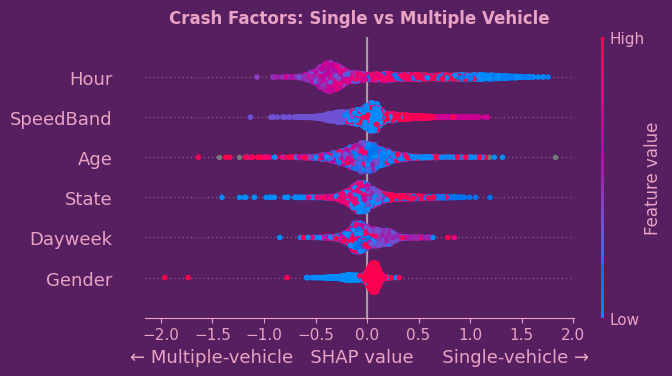 Crash Factors: Single vs Multiple Vehicle
High
Hour
SpeedBand
Age
State
Dayweek
Gender
Feature value
Low
−2.0 −1.5 −1.0 −0.5 0.0 0.5 1.0 1.5 2.0
← Multiple-vehicle SHAP value Single-vehicle →